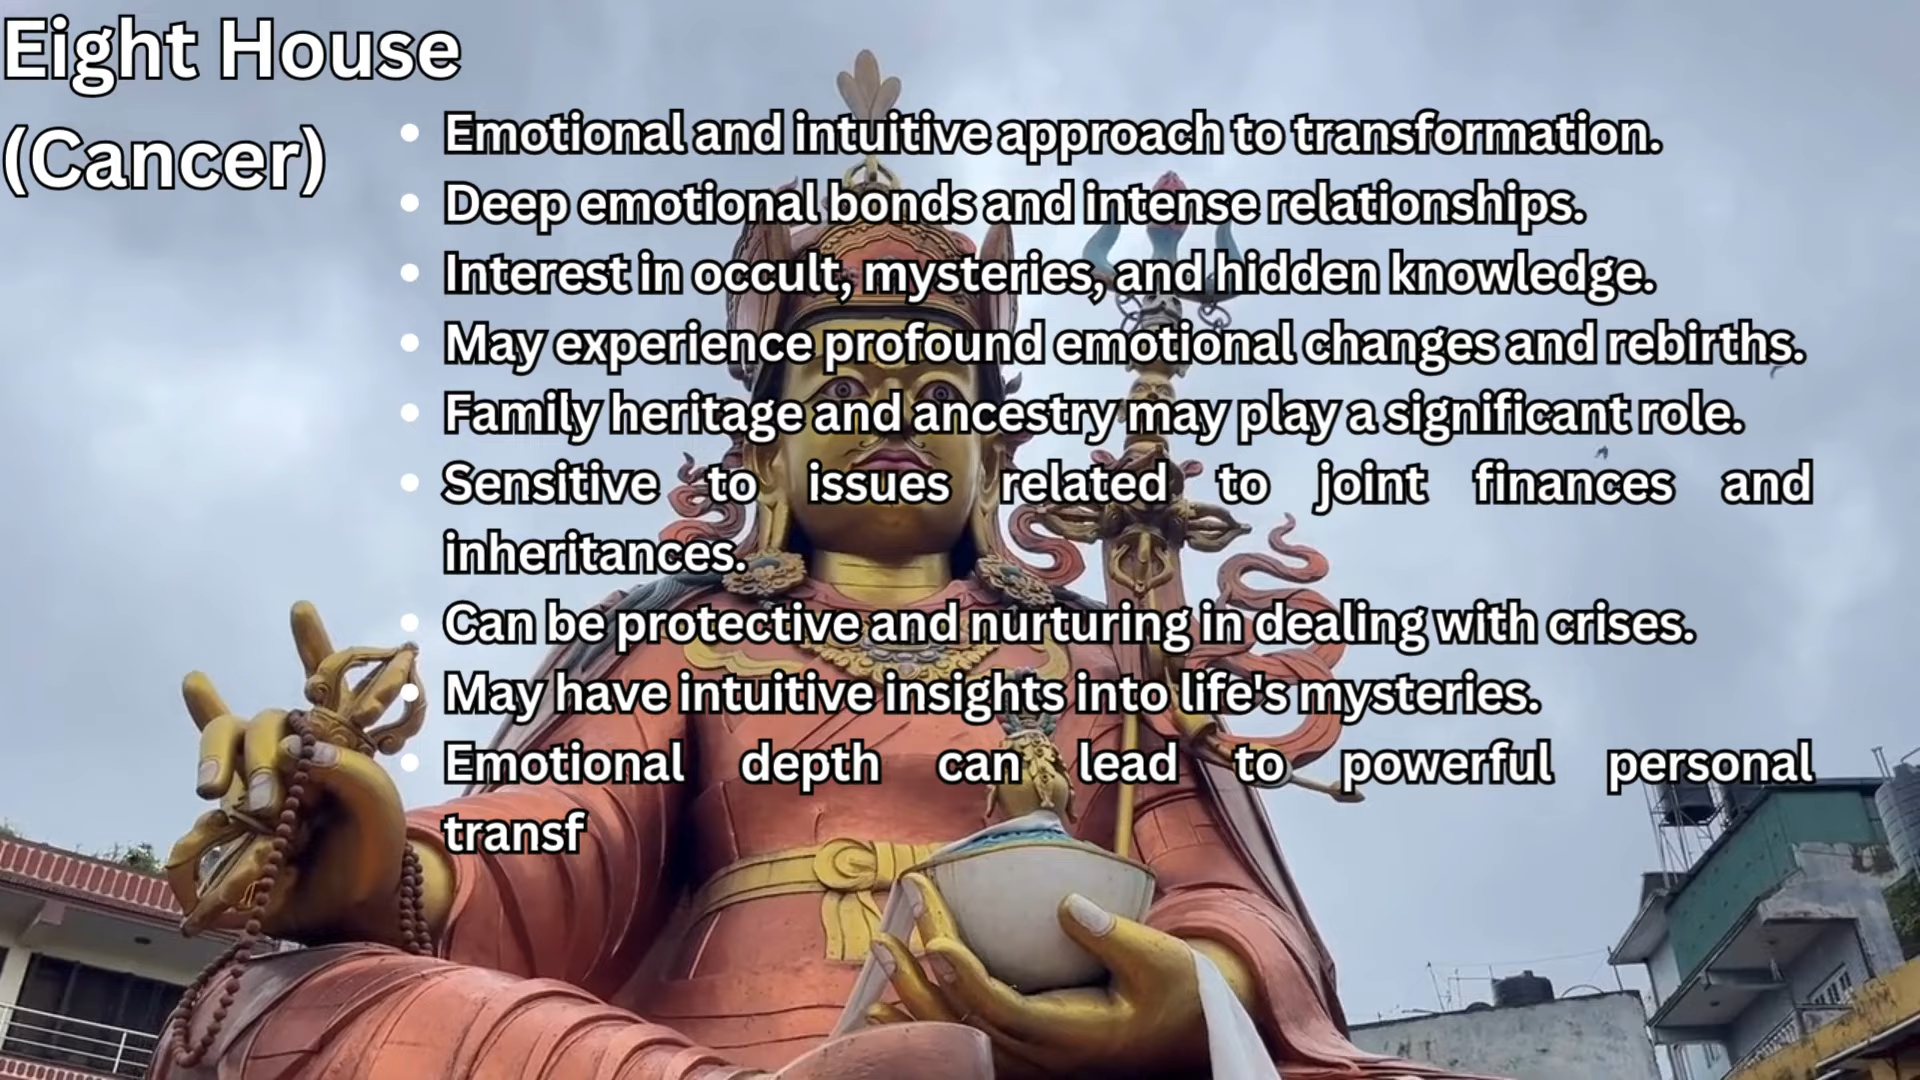 Eight House
(Cancer)
• Emotional and intuitive approach to transformation.
• Deep emotional bonds and intense relationships.
• Interest in occult, mysteries, and hidden knowledge.
• May experience profound emotional changes and rebirths.
• Family heritage and ancestry may play a significant role.
• Sensitive to issues related to joint finances and
inheritances.
• Can be protective and nurturing in dealing with crises.
• May have intuitive insights into life's mysteries.
• Emotional depth can lead to powerful personal
transf